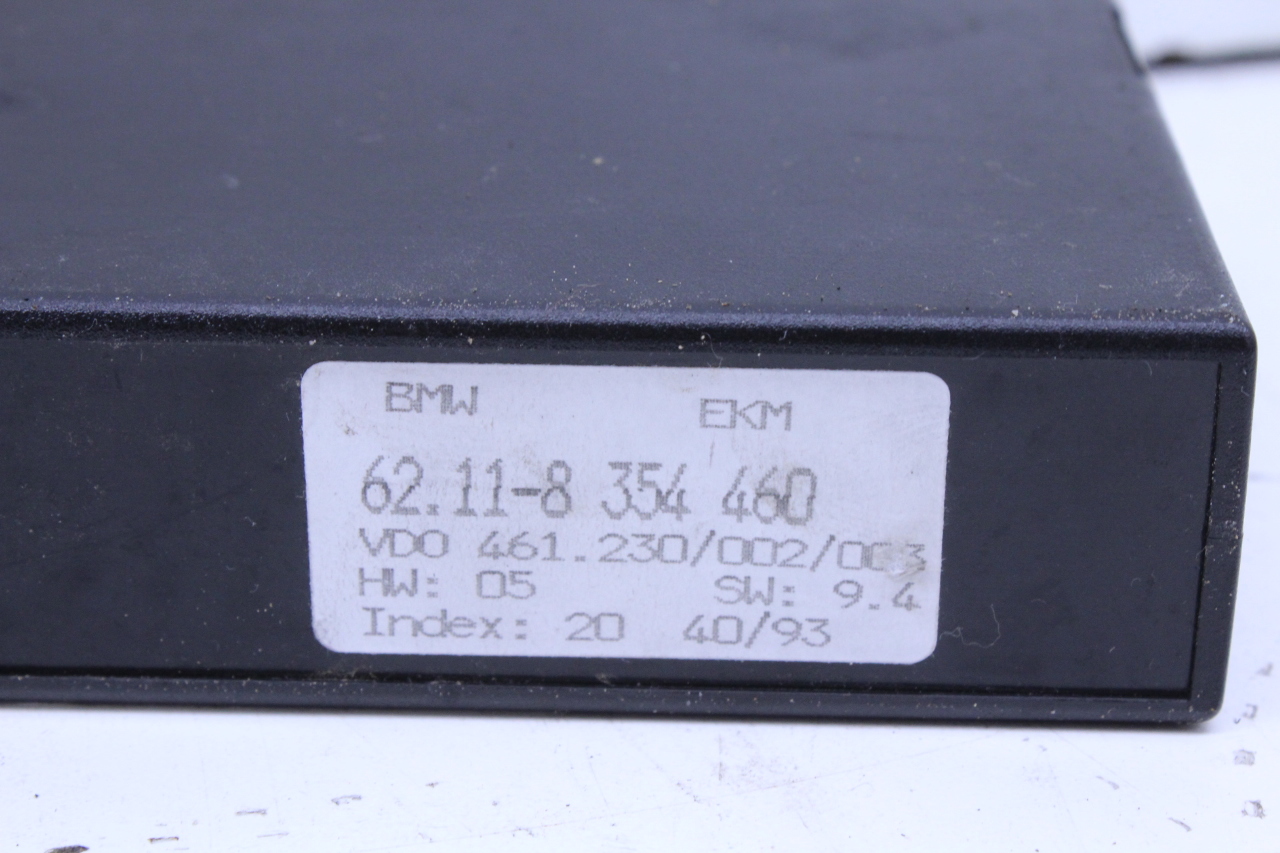 BMW EKM
62.11-8 354 460
VDO 461.230/002/003
HW: 05 SW: 9.4
Index: 20 40/93